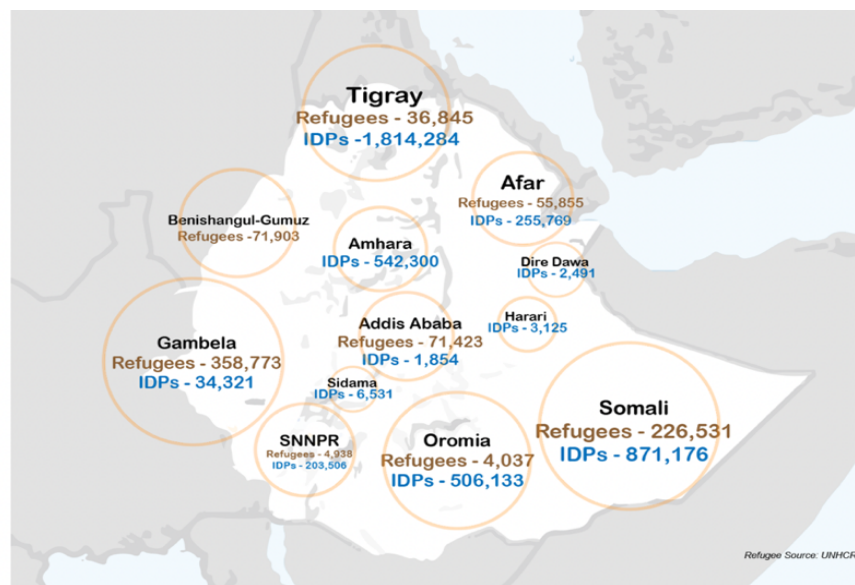 Tigray
Refugees - 36,845
IDPs -1,814,284
Afar
Refugees - 55,855
IDPs - 255,769
Benishangul-Gumuz
Refugees -71,903
Amhara
IDPs - 542,300
Dire Dawa
IDPs - 2,491
Harari
IDPs - 3,125
Addis Ababa
Refugees - 71,423
IDPs - 1,854
Gambela
Refugees - 358,773
IDPs - 34,321
Sidama
IDPs - 6,531
Somali
Refugees - 226,531
IDPs - 871,176
SNNPR
Refugees - 4,938
IDPs - 203,506
Oromia
Refugees - 4,037
IDPs - 506,133
Refugee Source: UNHCR